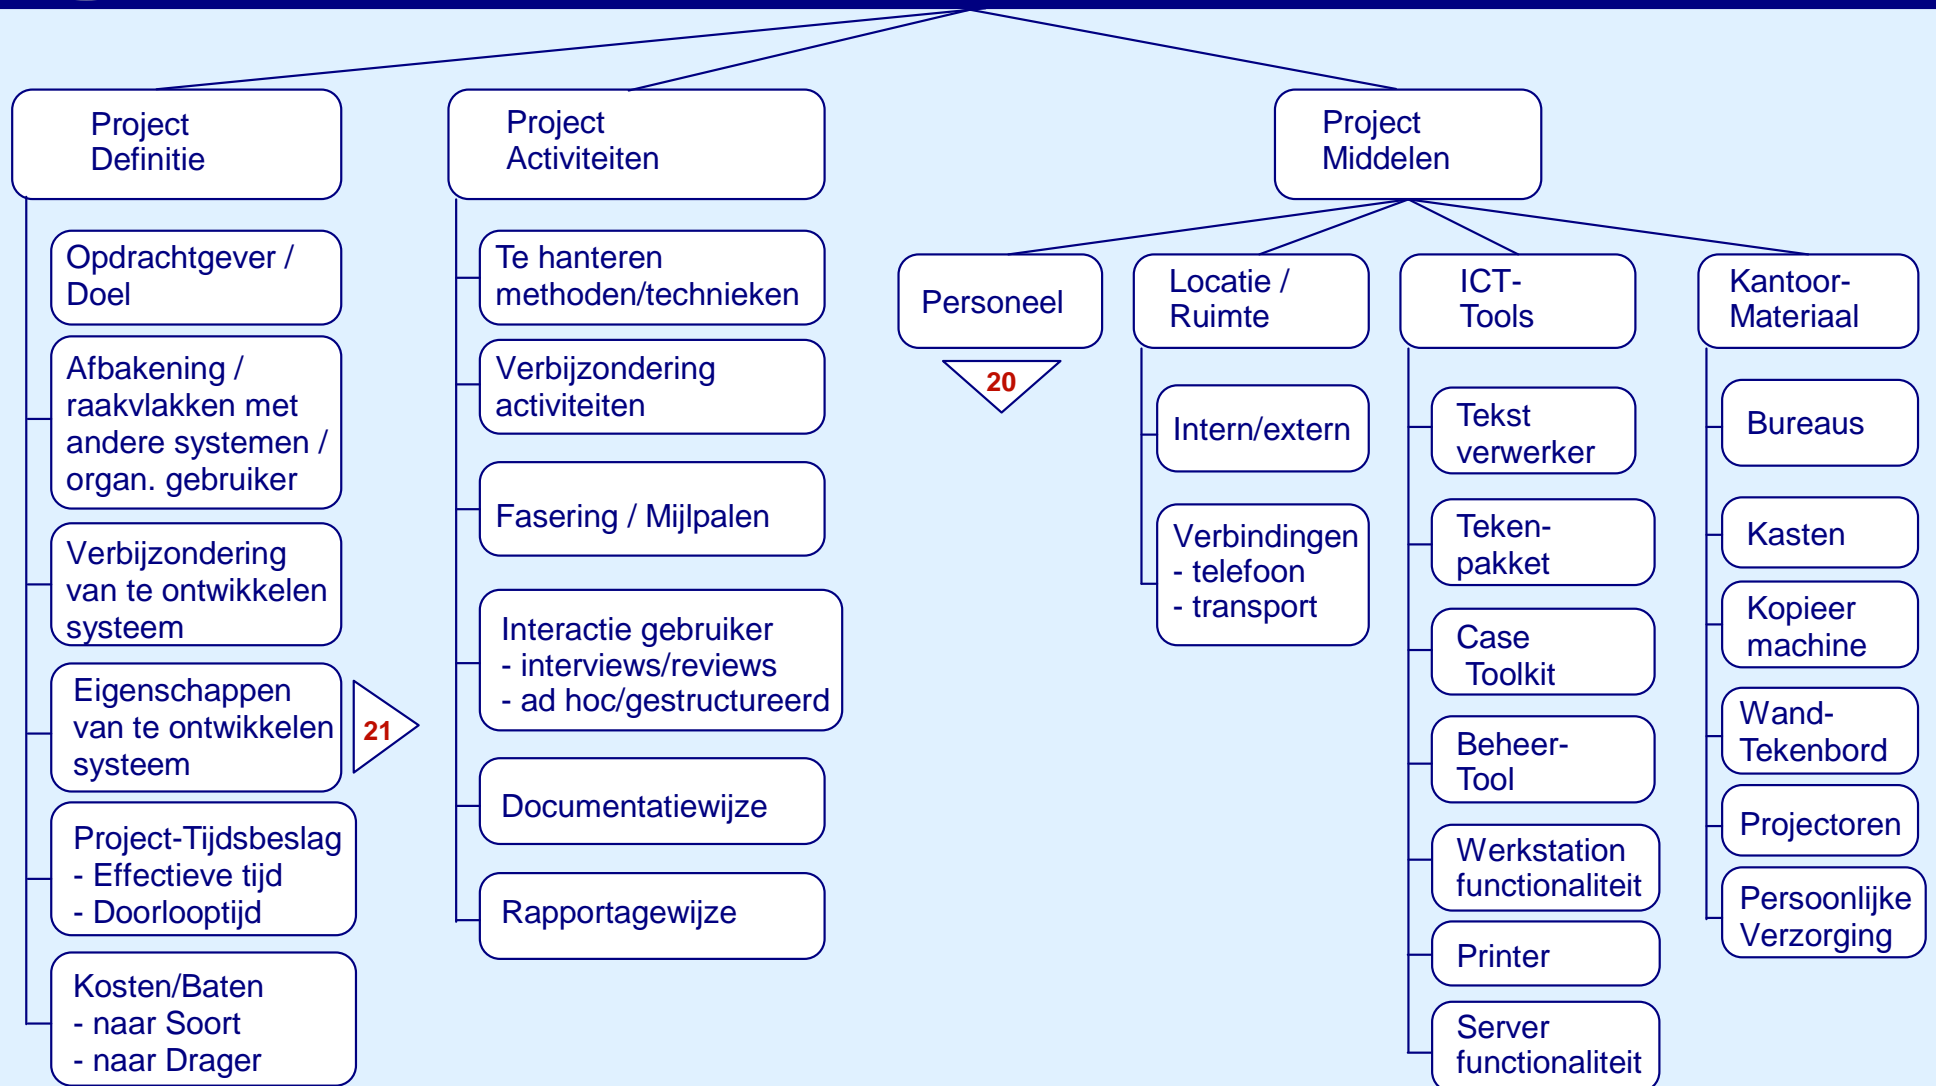 Project
Definitie
Opdrachtgever /
Doel
Afbakening /
raakvlakken met
andere systemen /
organ. gebruiker
Verbijzondering
van te ontwikkelen
systeem
Eigenschappen
van te ontwikkelen
systeem
21
Project-Tijdsbeslag
- Effectieve tijd
- Doorlooptijd
Kosten/Baten
- naar Soort
- naar Drager
Project
Activiteiten
Te hanteren
methoden/technieken
Verbijzondering
activiteiten
Fasering / Mijlpalen
Interactie gebruiker
- interviews/reviews
- ad hoc/gestructureerd
Documentatiewijze
Rapportagewijze
Project
Middelen
Personeel
20
Locatie /
Ruimte
Intern/extern
Verbindingen
- telefoon
- transport
ICT-
Tools
Tekst
verwerker
Teken-
pakket
Case
Toolkit
Beheer-
Tool
Werkstation
functionaliteit
Printer
Server
functionaliteit
Kantoor-
Materiaal
Bureaus
Kasten
Kopieer
machine
Wand-
Tekenbord
Projectoren
Persoonlijke
Verzorging